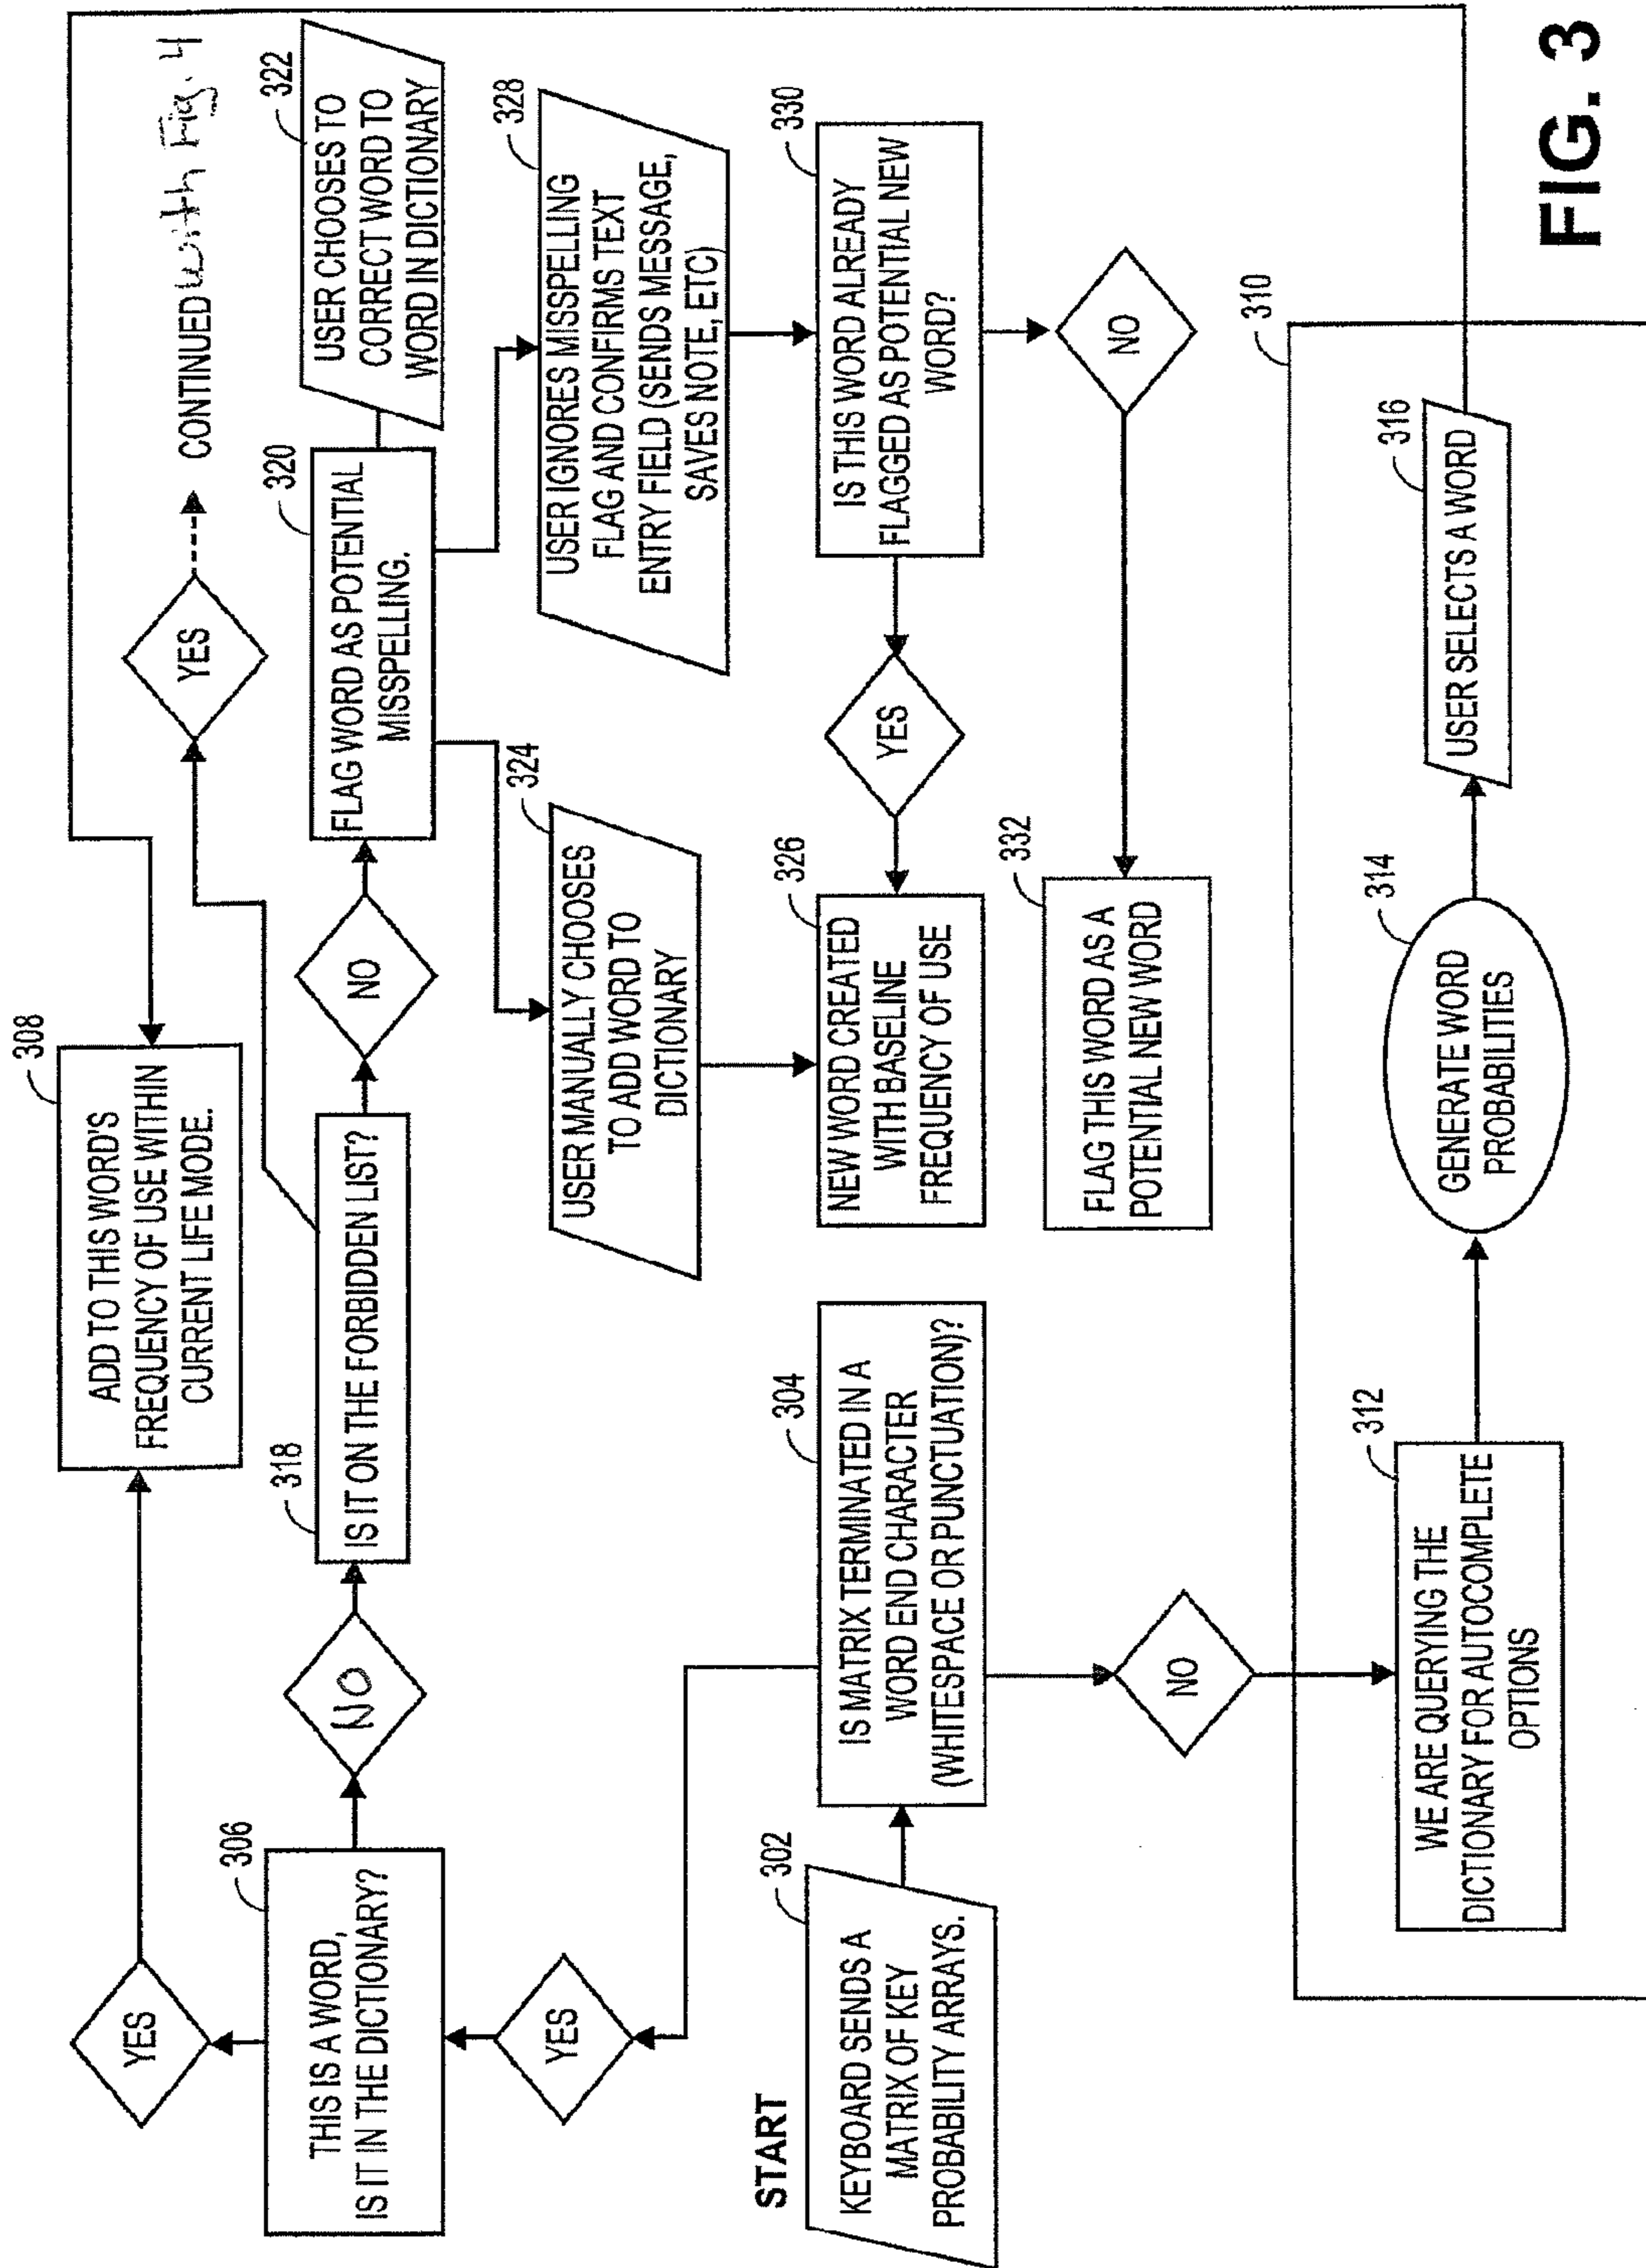 308
ADD TO THIS WORD'S
FREQUENCY OF USE WITHIN
CURRENT LIFE MODE.
YES
YES
CONTINUED with Fig. 4
306
THIS IS A WORD,
IS IT IN THE DICTIONARY?
NO
318
IS IT ON THE FORBIDDEN LIST?
NO
320
FLAG WORD AS POTENTIAL
MISSPELLING.
322
USER CHOOSES TO
CORRECT WORD TO
WORD IN DICTIONARY
YES
324
USER MANUALLY CHOOSES
TO ADD WORD TO
DICTIONARY
328
USER IGNORES MISSPELLING
FLAG AND CONFIRMS TEXT
ENTRY FIELD (SENDS MESSAGE,
SAVES NOTE, ETC)
START
302
KEYBOARD SENDS A
MATRIX OF KEY
PROBABILITY ARRAYS.
304
IS MATRIX TERMINATED IN A
WORD END CHARACTER
(WHITESPACE OR PUNCTUATION)?
326
NEW WORD CREATED
WITH BASELINE
FREQUENCY OF USE
YES
330
IS THIS WORD ALREADY
FLAGGED AS POTENTIAL NEW
WORD?
NO
332
FLAG THIS WORD AS A
POTENTIAL NEW WORD
NO
310
312
WE ARE QUERYING THE
DICTIONARY FOR AUTOCOMPLETE
OPTIONS
314
GENERATE WORD
PROBABILITIES
316
USER SELECTS A WORD
FIG. 3